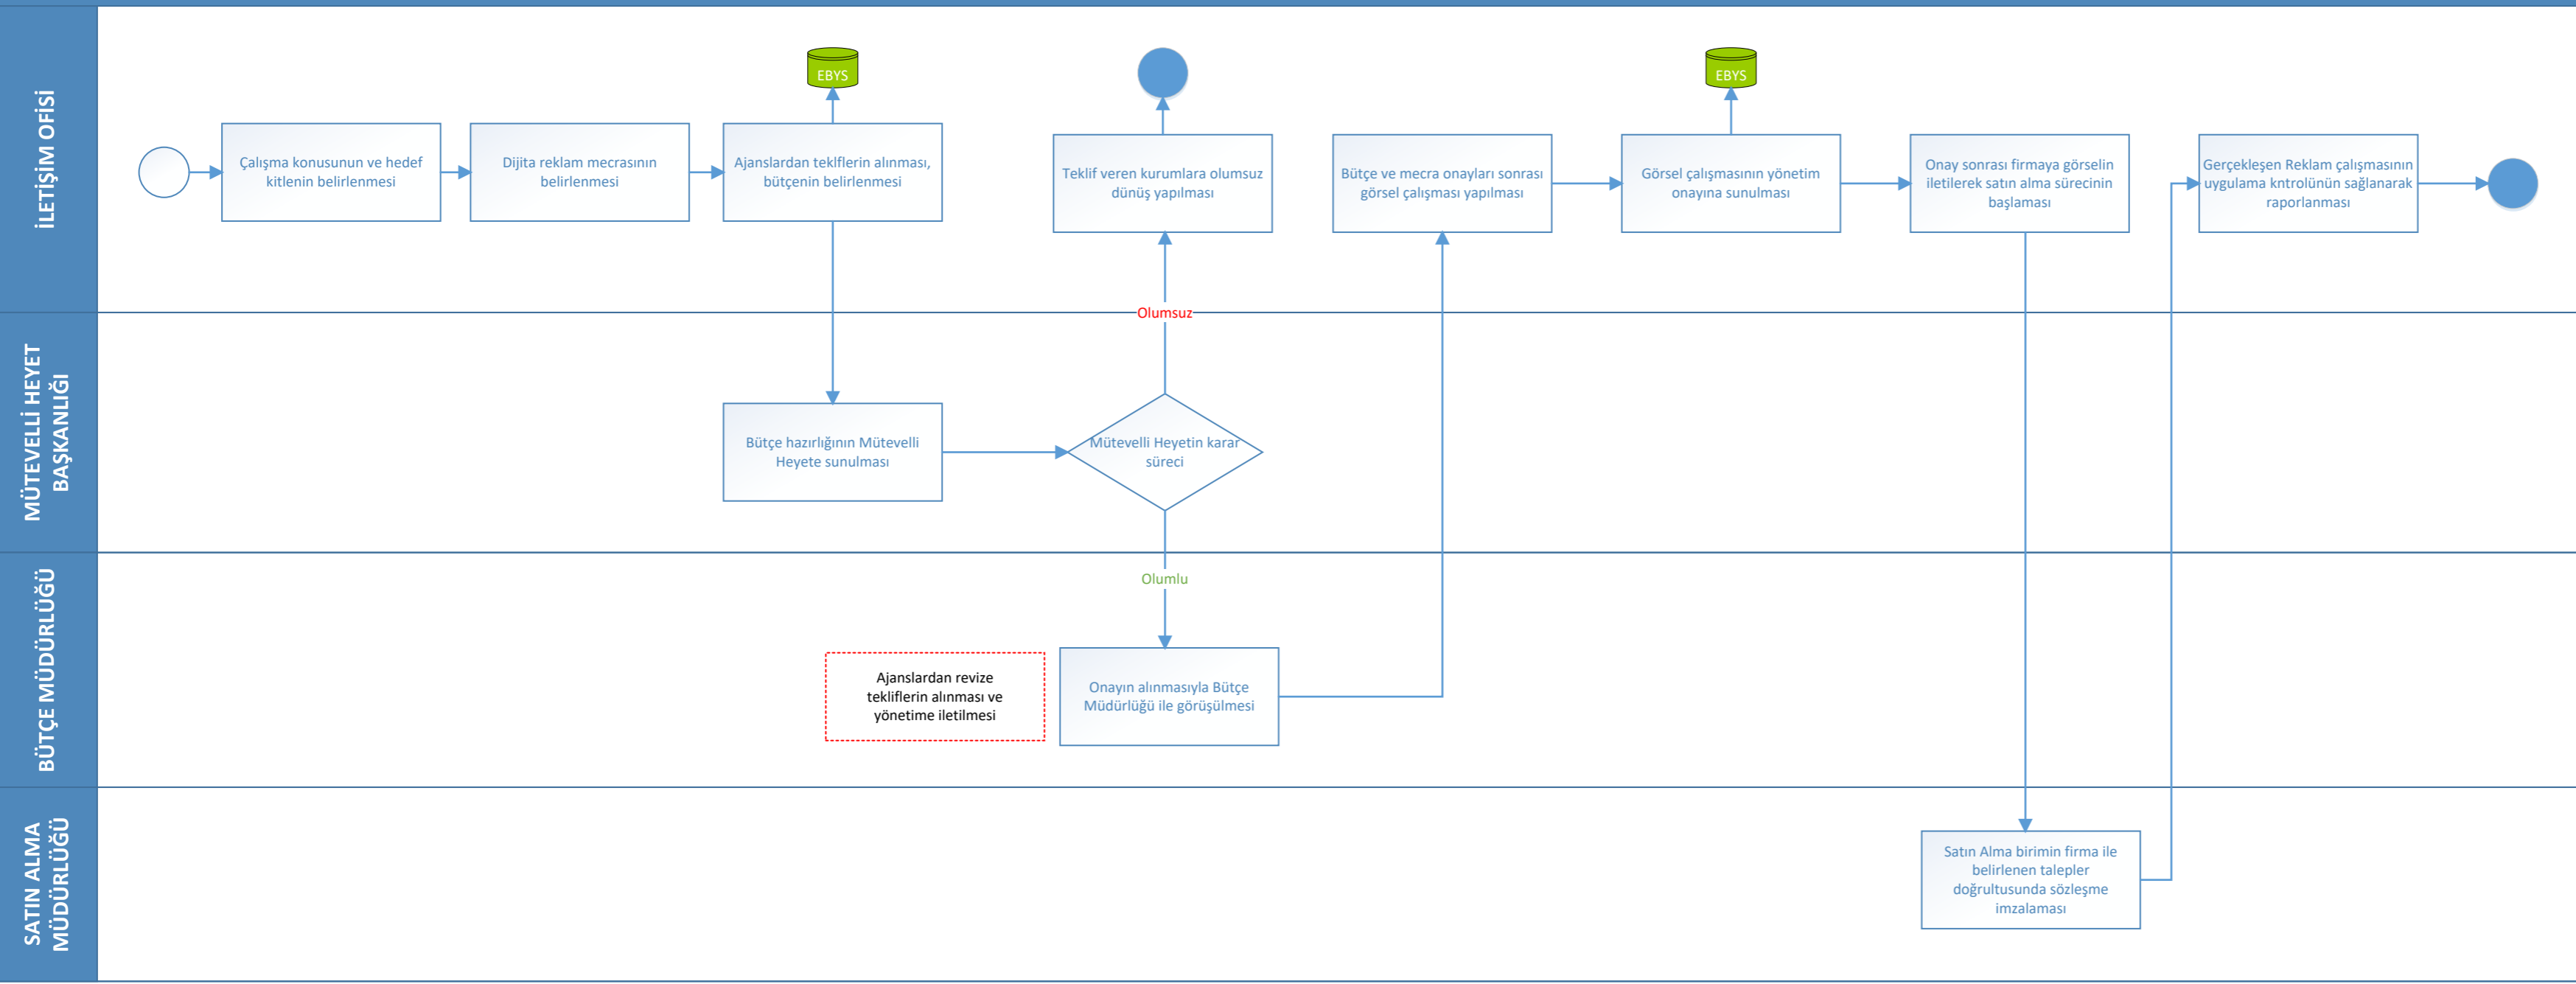 İLETİŞİM OFİSİ
EBYS
EBYS
Çalışma konusunun ve hedef
kitlenin belirlenmesi
Dijita reklam mecrasının
belirlenmesi
Ajanslardan teklflerin alınması,
bütçenin belirlenmesi
Teklif veren kurumlara olumsuz
dünüş yapılması
Bütçe ve mecra onayları sonrası
görsel çalışması yapılması
Görsel çalışmasının yönetim
onayına sunulması
Onay sonrası firmaya görselin
iletilerek satın alma sürecinin
başlaması
Gerçekleşen Reklam çalışmasının
uygulama kntrolünün sağlanarak
raporlanması
Olumsuz
MÜTEVELLİ HEYET
BAŞKANLIĞI
Bütçe hazırlığının Mütevelli
Heyete sunulması
Mütevelli Heyetin karar
süreci
BÜTÇE MÜDÜRLÜĞÜ
Olumlu
Ajanslardan revize
tekliflerin alınması ve
yönetime iletilmesi
Onayın alınmasıyla Bütçe
Müdürlüğü ile görüşülmesi
SATIN ALMA
MÜDÜRLÜĞÜ
Satın Alma birimin firma ile
belirlenen talepler
doğrultusunda sözleşme
imzalaması